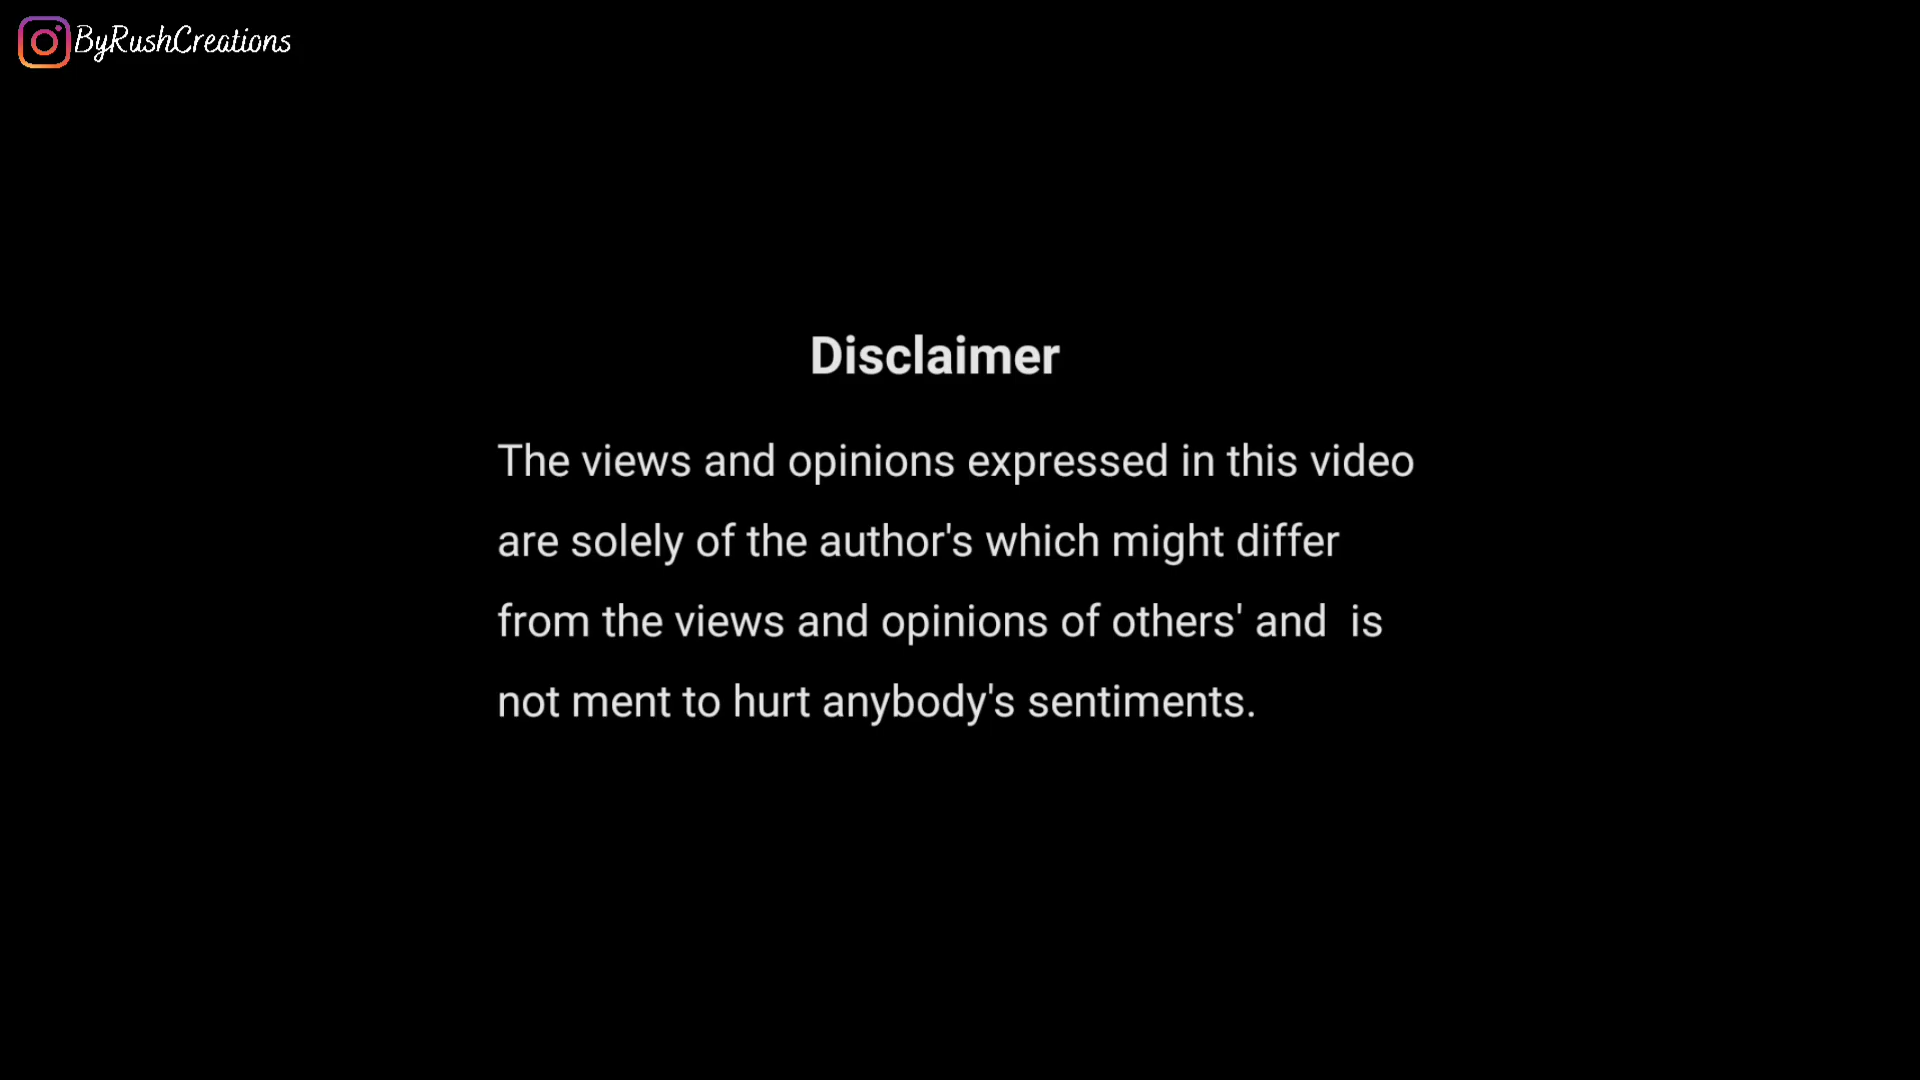 ByRushCreations
Disclaimer
The views and opinions expressed in this video
are solely of the author's which might differ
from the views and opinions of others' and  is
not ment to hurt anybody's sentiments.